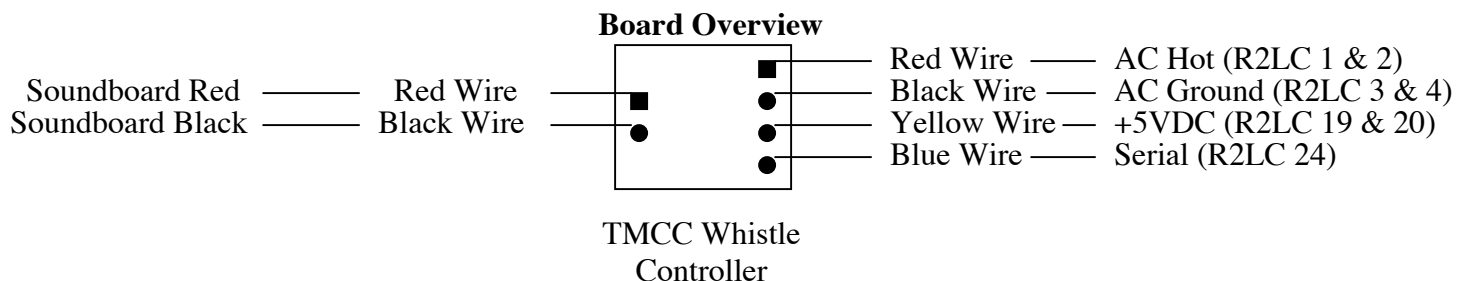 Board Overview
Soundboard Red Red Wire Red Wire AC Hot (R2LC 1 & 2)
Soundboard Black Black Wire Black Wire AC Ground (R2LC 3 & 4)
Yellow Wire +5VDC (R2LC 19 & 20)
Blue Wire Serial (R2LC 24)
TMCC Whistle
Controller